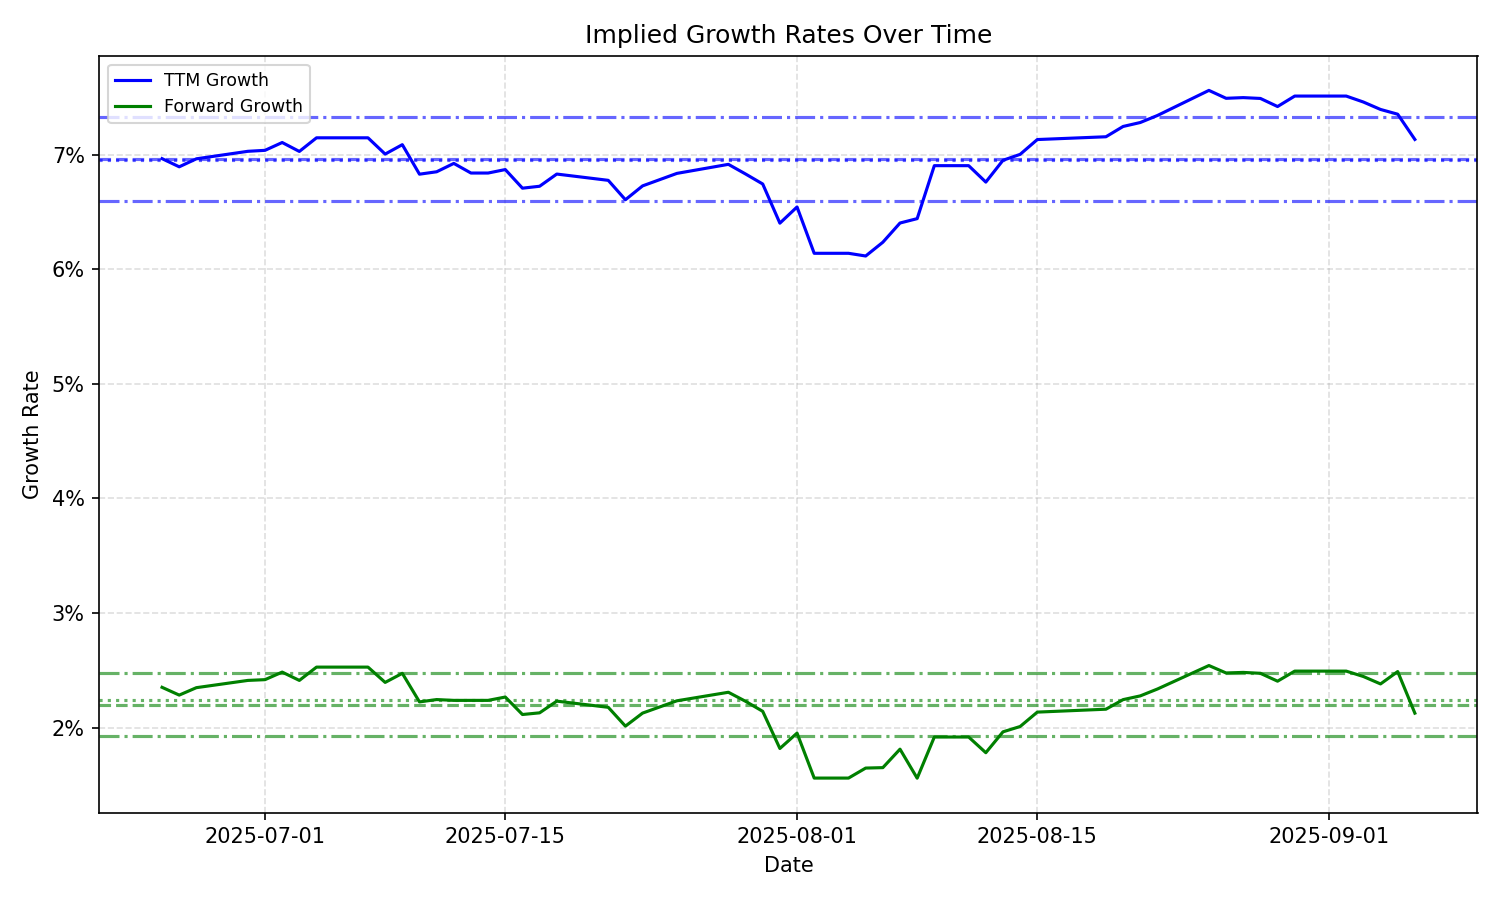 Implied Growth Rates Over Time
TTM Growth
Forward Growth
7%
6%
5%
4%
3%
2%
Growth Rate
2025-07-01
2025-07-15
2025-08-01
2025-08-15
2025-09-01
Date